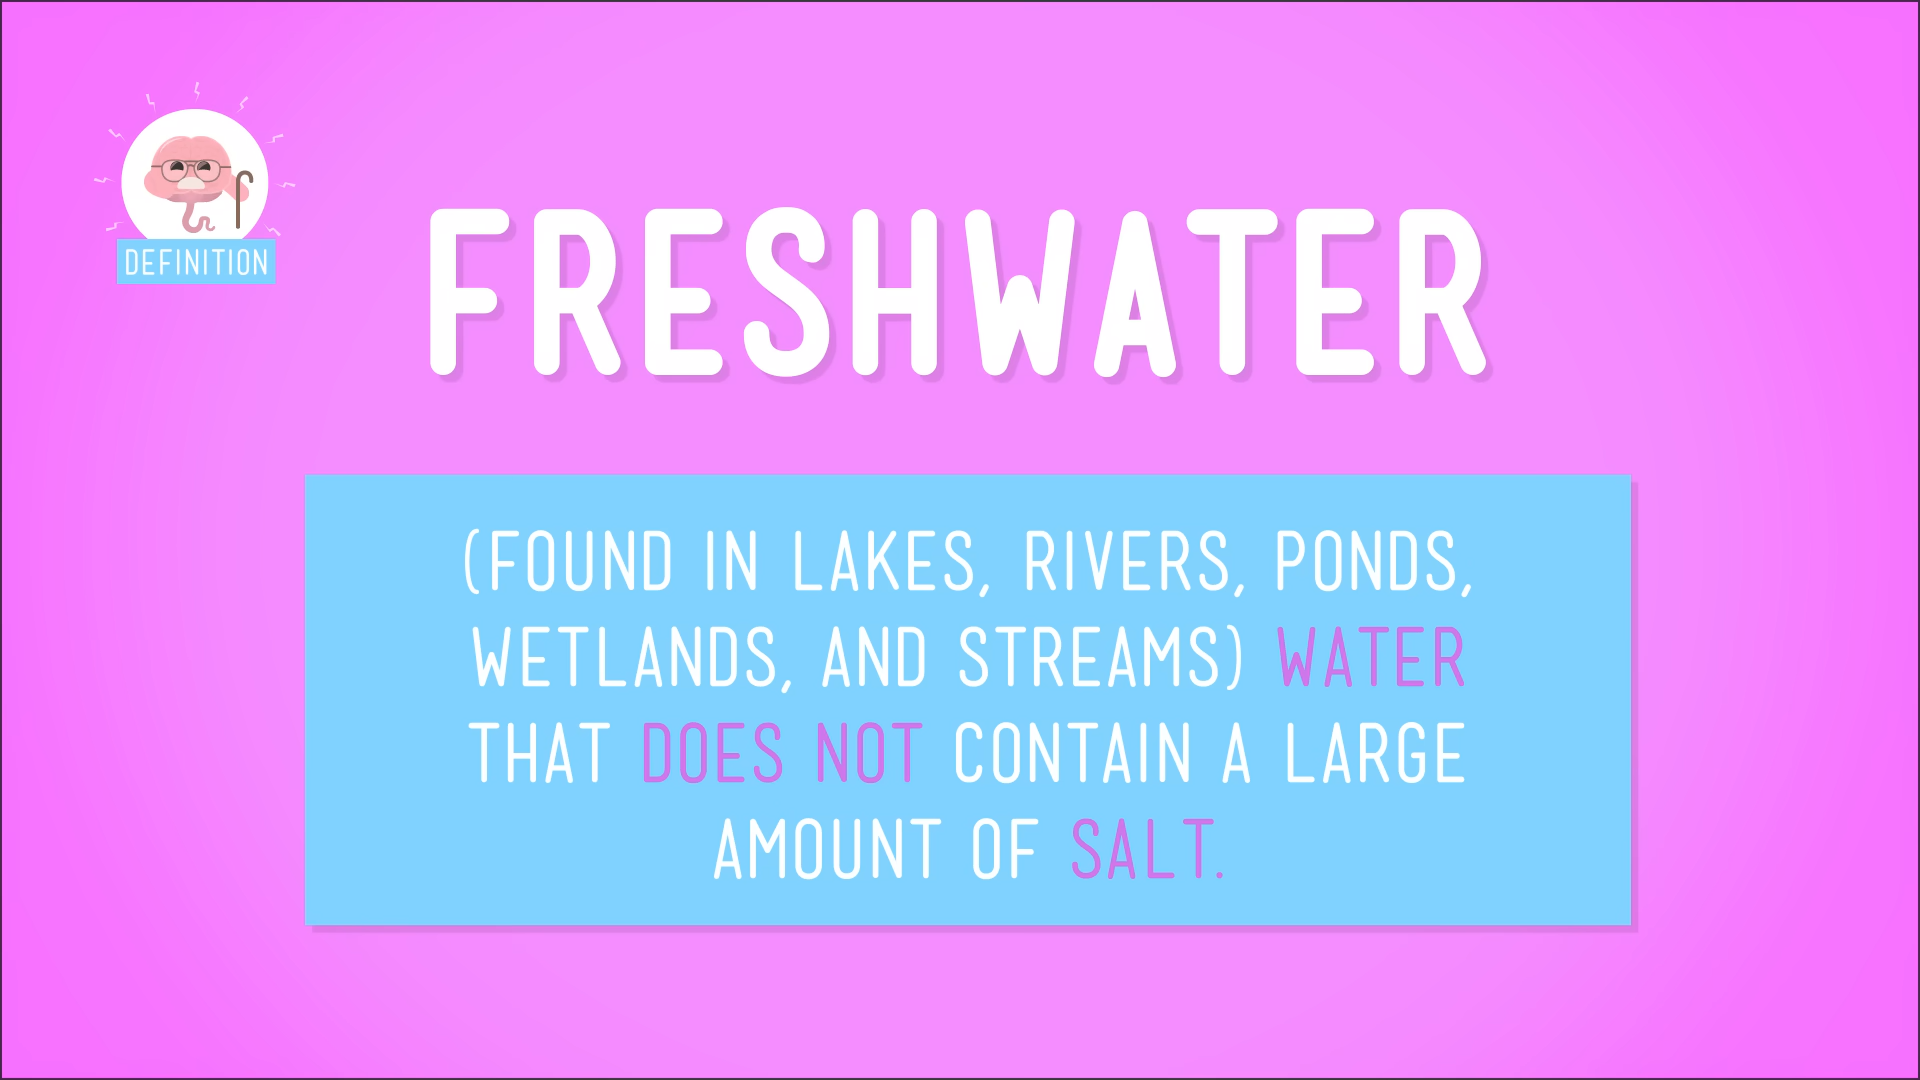 DEFINITION
FRESHWATER
(FOUND IN LAKES, RIVERS, PONDS,
WETLANDS, AND STREAMS) WATER
THAT DOES NOT CONTAIN A LARGE
AMOUNT OF SALT.